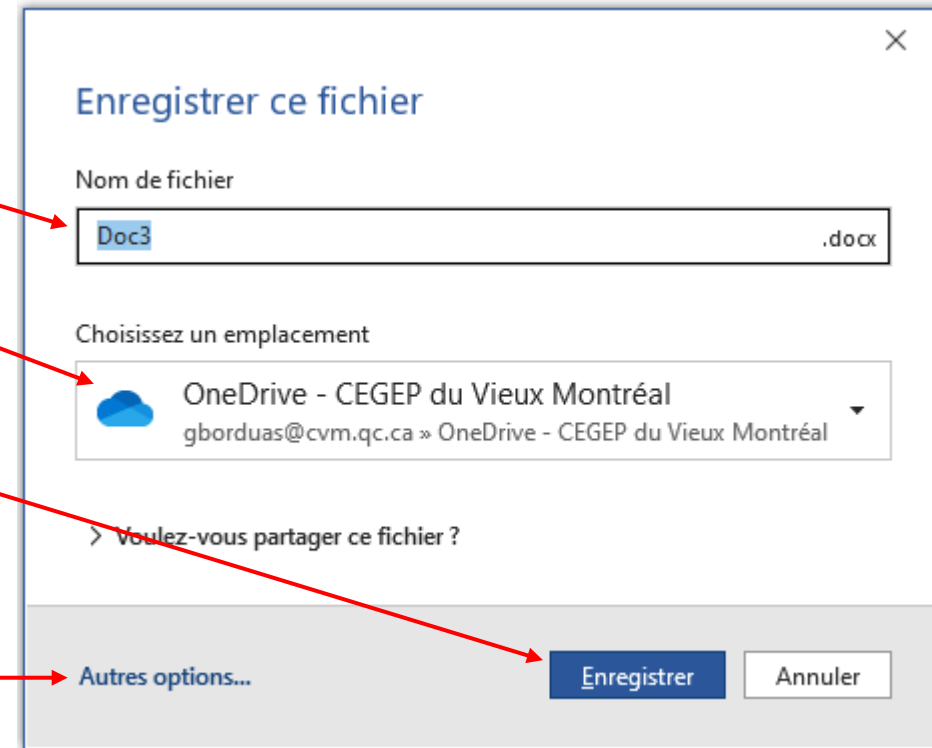 Enregistrer ce fichier
Nom de fichier
Doc3 .docx
Choisissez un emplacement
OneDrive - CEGEP du Vieux Montréal
gborduas@cvm.qc.ca » OneDrive - CEGEP du Vieux Montréal
> Voulez-vous partager ce fichier ?
Autres options... Enregistrer Annuler